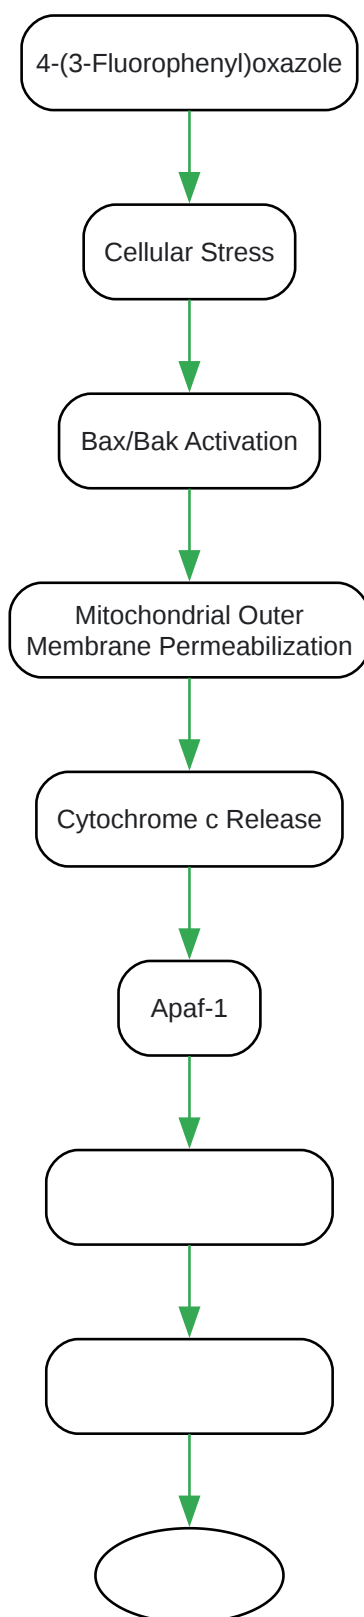 4-(3-Fluorophenyl)oxazole
Cellular Stress
Bax/Bak Activation
Mitochondrial Outer
Membrane Permeabilization
Cytochrome c Release
Apaf-1